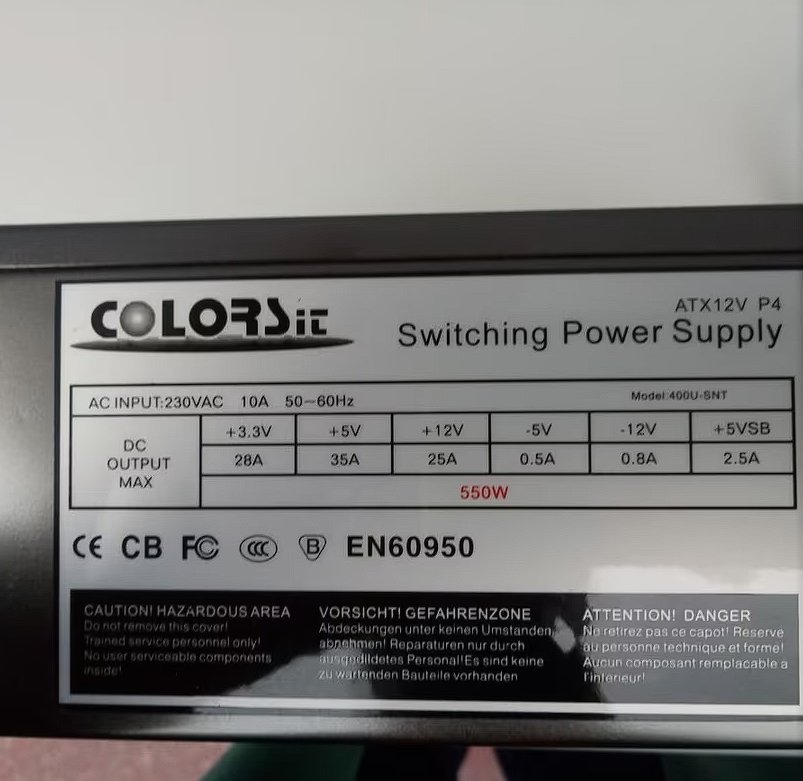 COLORSit
ATX12V P4
Switching Power Supply
AC INPUT:230VAC 10A 50~60Hz
Model:400U-SNT
DC OUTPUT MAX
+3.3V +5V +12V -5V -12V +5VSB
28A 35A 25A 0.5A 0.8A 2.5A
550W
CE CB FC CCC B EN60950
CAUTION! HAZARDOUS AREA
Do not remove this cover!
Trained service personnel only!
No user serviceable components
inside!
VORSICHT! GEFAHRENZONE
Abdeckungen unter keinen Umstanden
abnehmen! Reparaturen nur durch
ausgedildetes Personal!Es sind keine
zu wartenden Bauteile vorhanden
ATTENTION! DANGER
Ne retirez pas ce capot! Reserve
au personne technique et forme!
Aucun composant remplacable a
l'interieur!